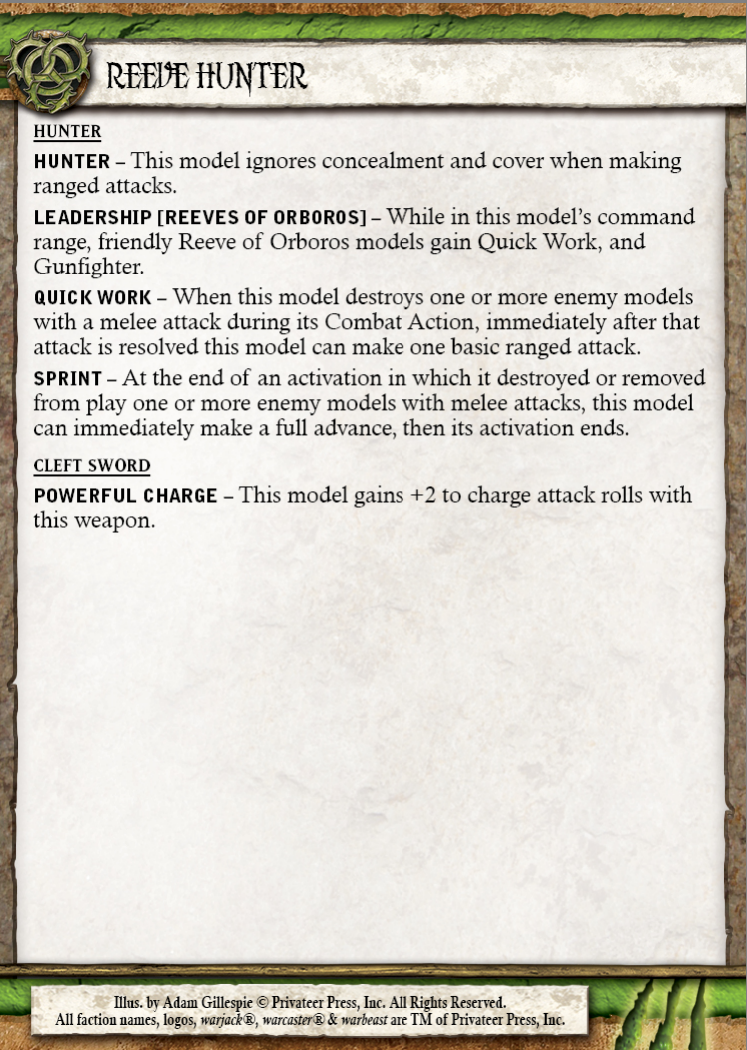 REEVE HUNTER
HUNTER
HUNTER – This model ignores concealment and cover when making
ranged attacks.
LEADERSHIP [REEVES OF ORBOROS] – While in this model’s command
range, friendly Reeve of Orboros models gain Quick Work, and
Gunfighter.
QUICK WORK – When this model destroys one or more enemy models
with a melee attack during its Combat Action, immediately after that
attack is resolved this model can make one basic ranged attack.
SPRINT – At the end of an activation in which it destroyed or removed
from play one or more enemy models with melee attacks, this model
can immediately make a full advance, then its activation ends.
CLEFT SWORD
POWERFUL CHARGE – This model gains +2 to charge attack rolls with
this weapon.
Illus. by Adam Gillespie © Privateer Press, Inc. All Rights Reserved.
All faction names, logos, warjack®, warcaster® & warbeast are TM of Privateer Press, Inc.